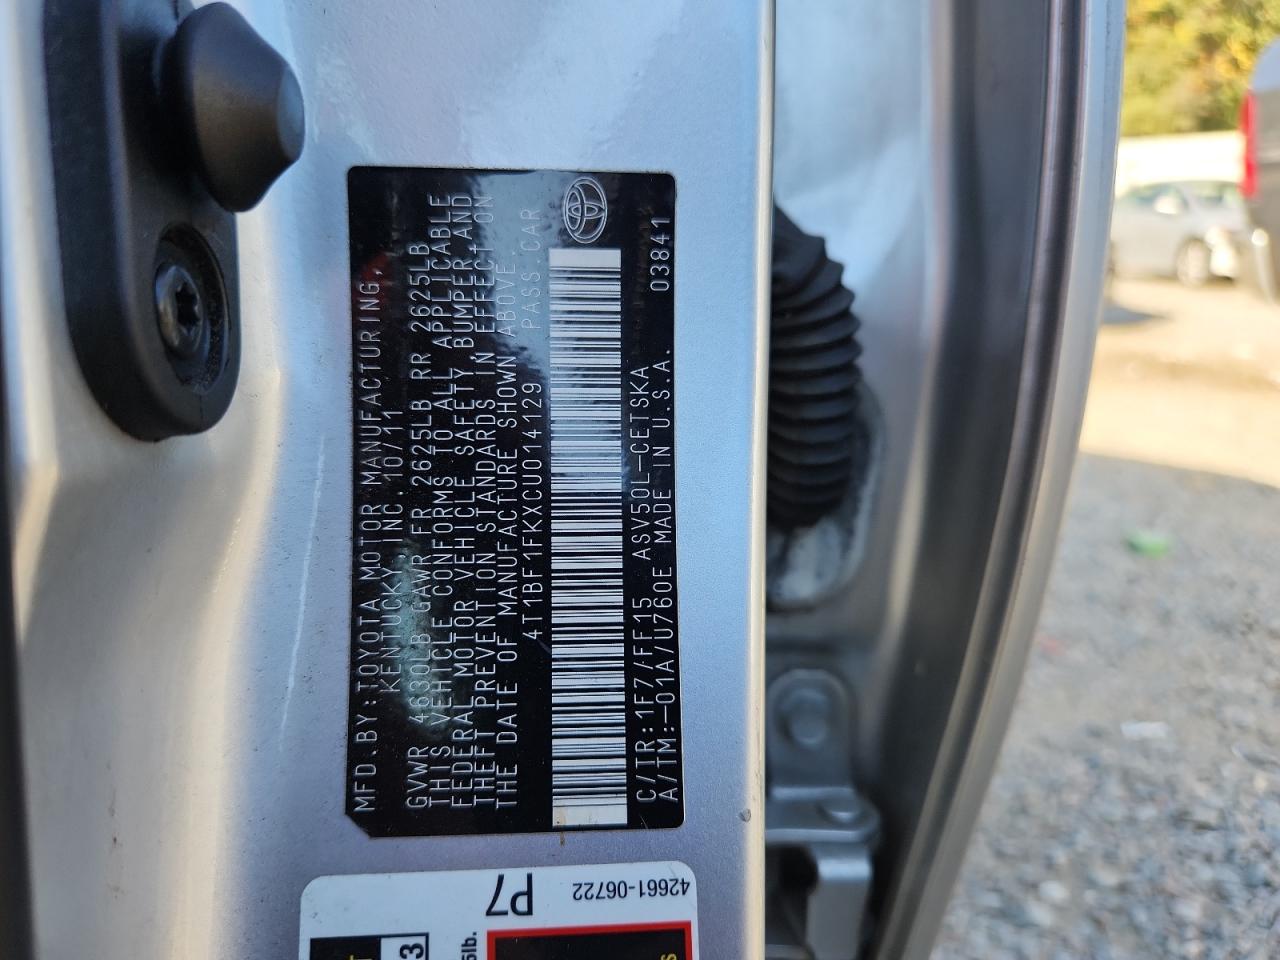 MFD.BY:TOYOTA MOTOR MANUFACTURING,
KENTUCKY, INC. 10/11
GVWR 4630LB GAWR FR 2625LB RR 2625LB
THIS VEHICLE CONFORMS TO ALL APPLICABLE
FEDERAL MOTOR VEHICLE SAFETY, BUMPER, AND
THEFT PREVENTION STANDARDS IN EFFECT ON
THE DATE OF MANUFACTURE SHOWN ABOVE.
4T1BF1FKXCU014129 PASS.CAR
C/TR:1F7/FF15 ASV50L-CETSKA 03841
A/TM:-01A/U760E MADE IN U.S.A.
42661-06722
P7
3